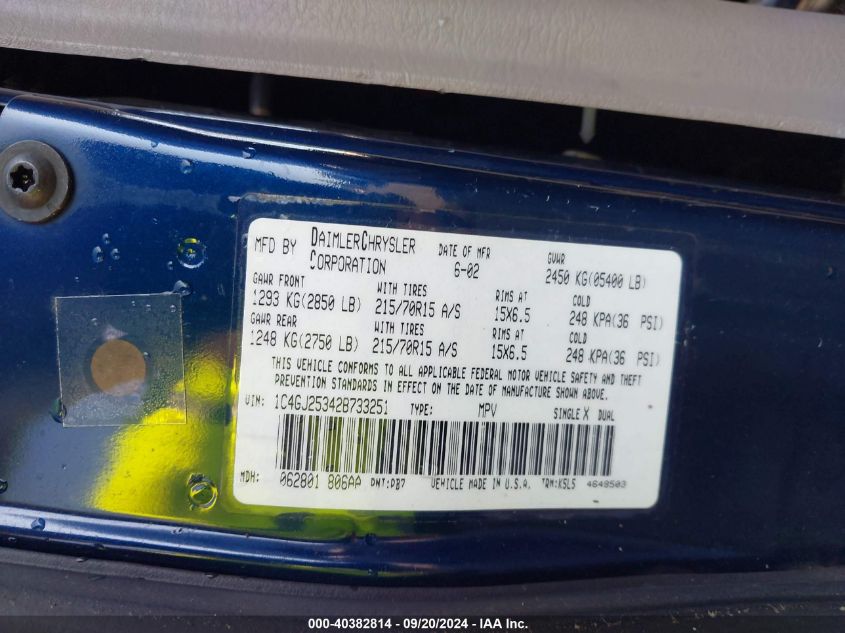 MFD BY DAIMLERCHRYSLER CORPORATION DATE OF MFR 6-02 GVWR 2450 KG(05400 LB)
GAWR FRONT WITH TIRES RIMS AT COLD
1293 KG(2850 LB) 215/70R15 A/S 15X6.5 248 KPA(36 PSI)
GAWR REAR WITH TIRES RIMS AT COLD
1248 KG(2750 LB) 215/70R15 A/S 15X6.5 248 KPA(36 PSI)
THIS VEHICLE CONFORMS TO ALL APPLICABLE FEDERAL MOTOR VEHICLE SAFETY AND THEFT
PREVENTION STANDARDS IN EFFECT ON THE DATE OF MANUFACTURE SHOWN ABOVE.
VIN: 1C4GJ25342B733251 TYPE: MPV SINGLE X DUAL
MDH: 062801 806AA PNT:PB7 VEHICLE MADE IN U.S.A. TRM:K5L5 4649503
000-40382814 - 09/20/2024 - IAA Inc.